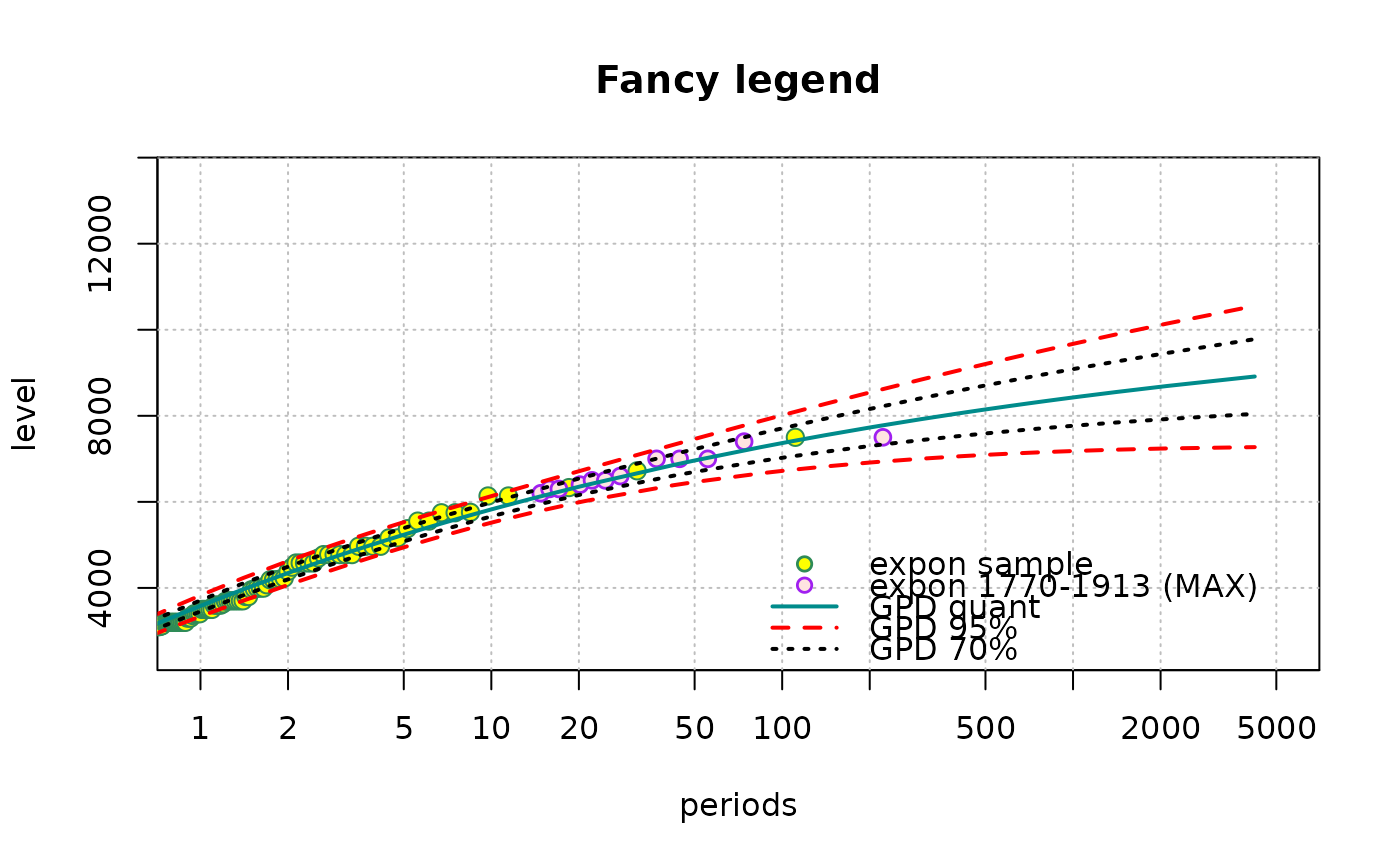 Fancy legend
level
12000
8000
4000
expon sample
expon 1770-1913 (MAX)
GPD quant
GPD 95%
GPD 70%
1 2 5 10 20 50 100 500 2000 5000
periods